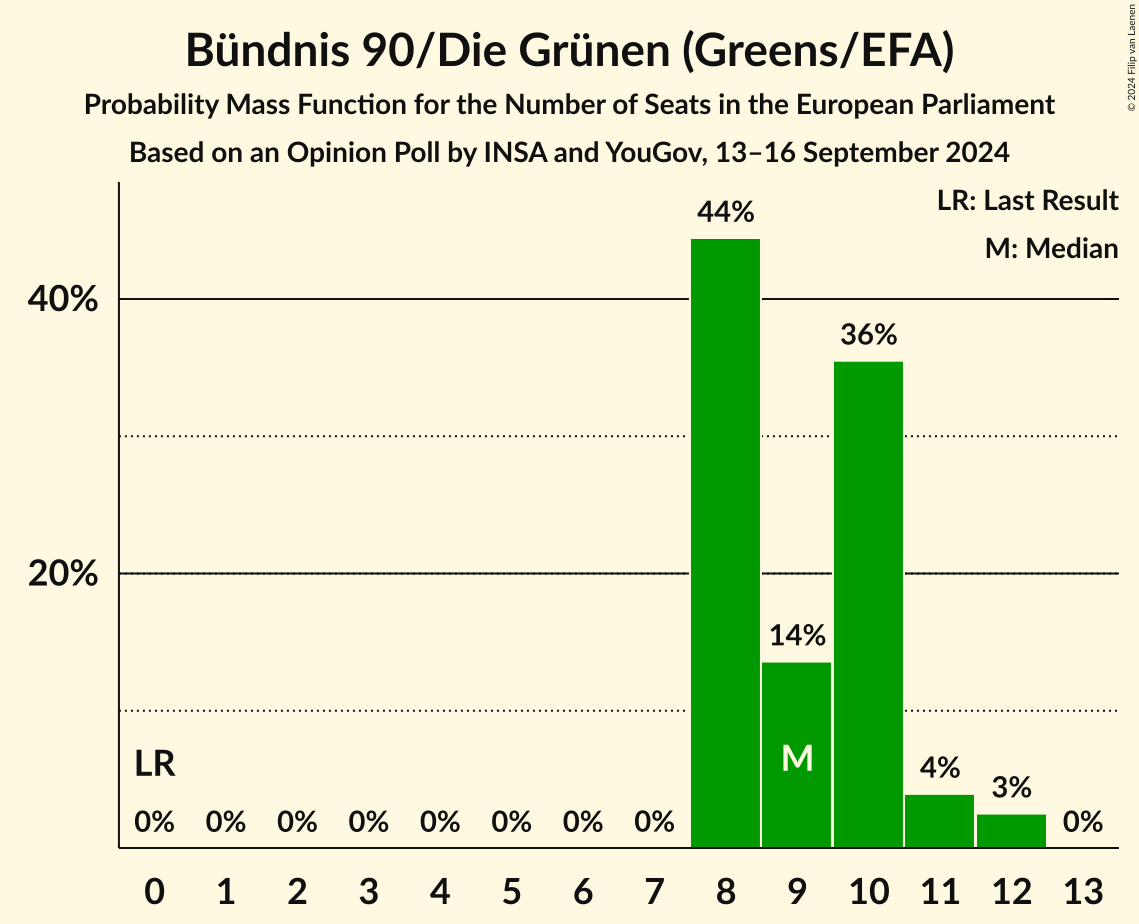 Bündnis 90/Die Grünen (Greens/EFA)
Probability Mass Function for the Number of Seats in the European Parliament
Based on an Opinion Poll by INSA and YouGov, 13–16 September 2024
© 2024 Filip van Laenen
LR: Last Result
M: Median
44%
40%
36%
20%
14%
M
LR
4%
3%
0% 0% 0% 0% 0% 0% 0% 0% 0%
0 1 2 3 4 5 6 7 8 9 10 11 12 13